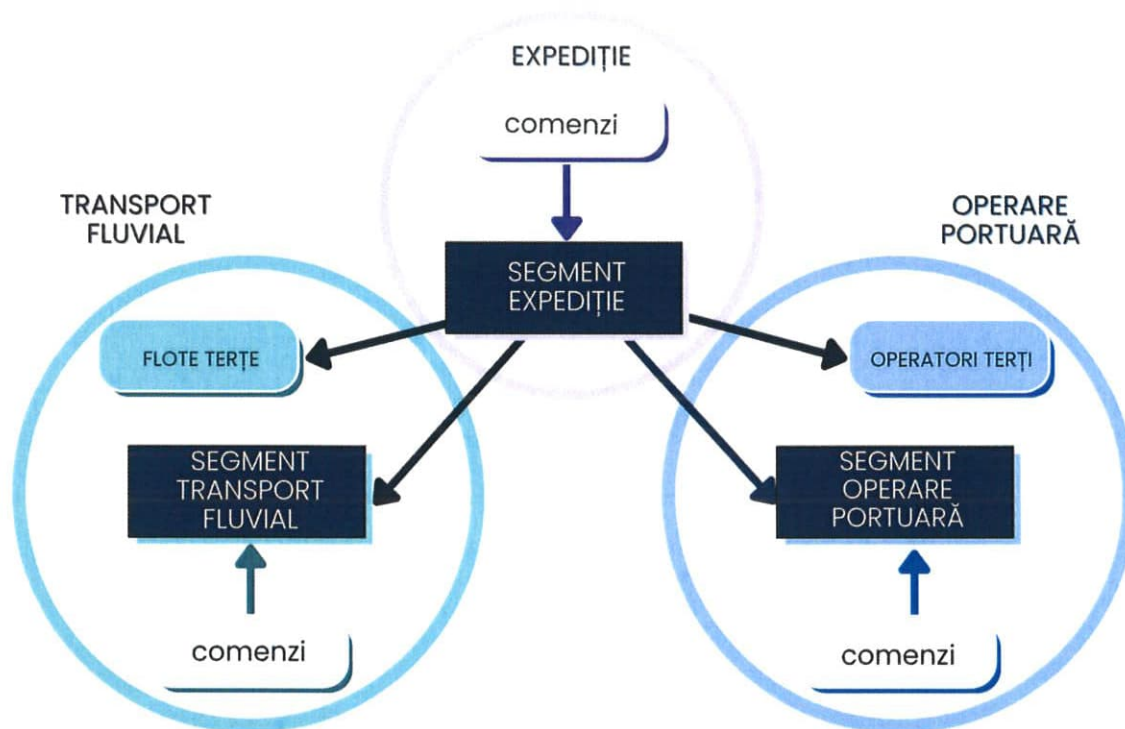 EXPEDIȚIE
comenzi
TRANSPORT
FLUVIAL
OPERARE
PORTUARĂ
SEGMENT
EXPEDIȚIE
FLOTE TERȚE
OPERATORI TERȚI
SEGMENT
TRANSPORT
FLUVIAL
SEGMENT
OPERARE
PORTUARĂ
comenzi
comenzi